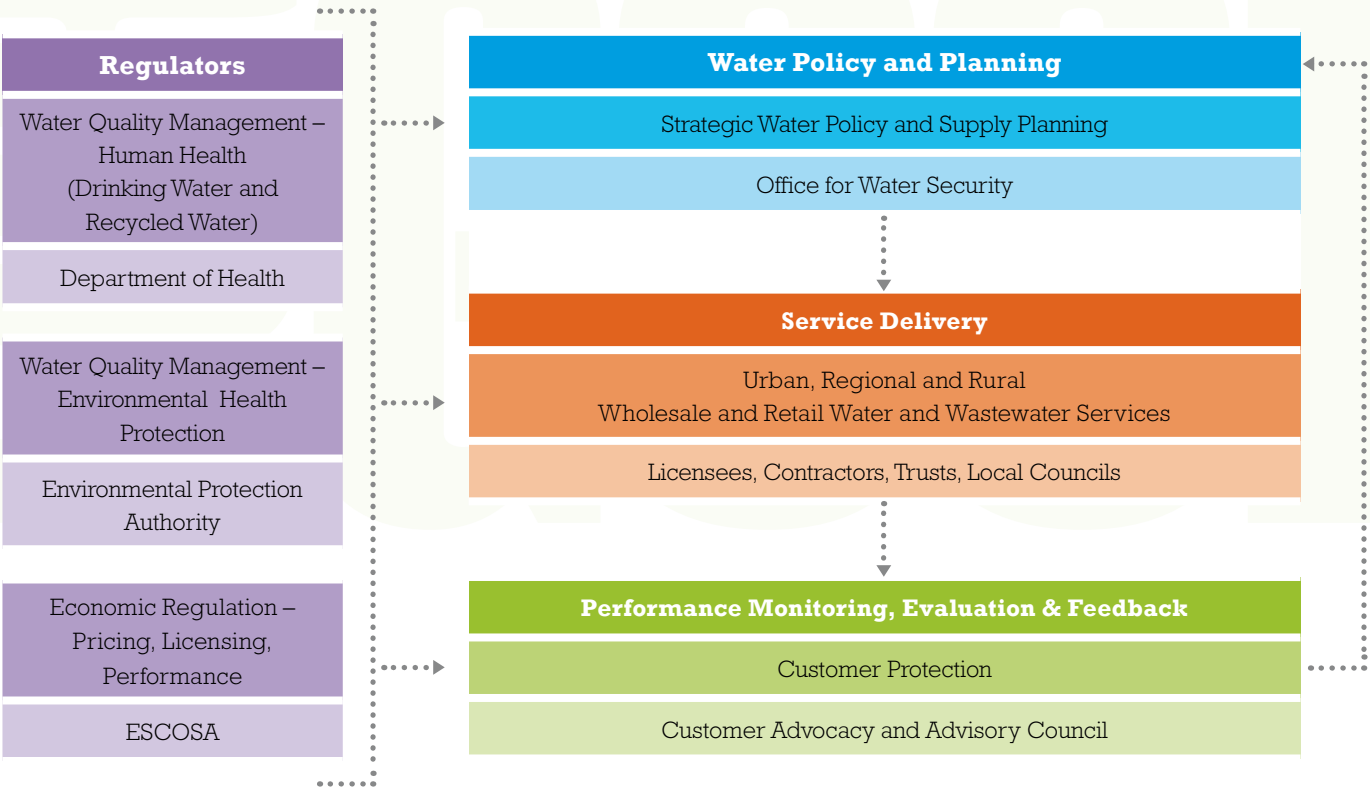 Regulators
Water Quality Management –
Human Health
(Drinking Water and
Recycled Water)
Department of Health
Water Quality Management –
Environmental Health
Protection
Environmental Protection
Authority
Economic Regulation –
Pricing, Licensing,
Performance
ESCOSA
Water Policy and Planning
Strategic Water Policy and Supply Planning
Office for Water Security
Service Delivery
Urban, Regional and Rural
Wholesale and Retail Water and Wastewater Services
Licensees, Contractors, Trusts, Local Councils
Performance Monitoring, Evaluation & Feedback
Customer Protection
Customer Advocacy and Advisory Council